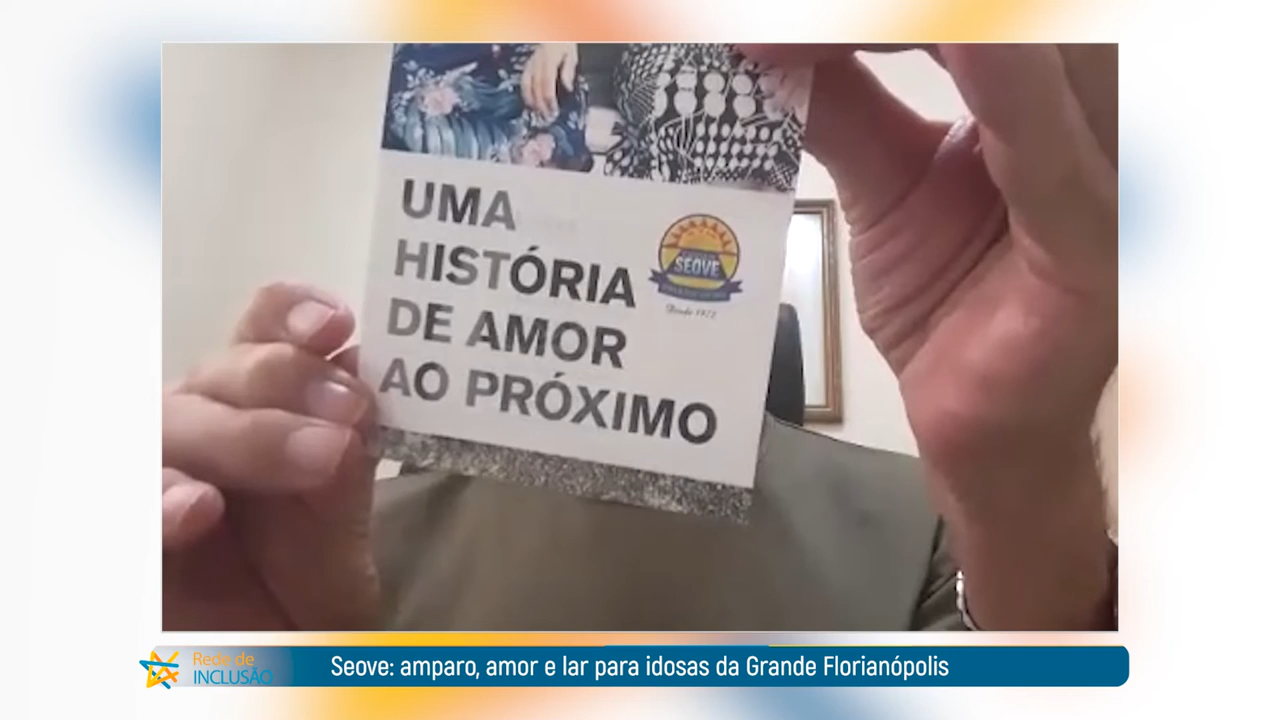 UMA
HISTÓRIA
DE AMOR
AO PRÓXIMO
SEOVE
Desde 1972
Rede de
INCLUSÃO
Seove: amparo, amor e lar para idosas da Grande Florianópolis